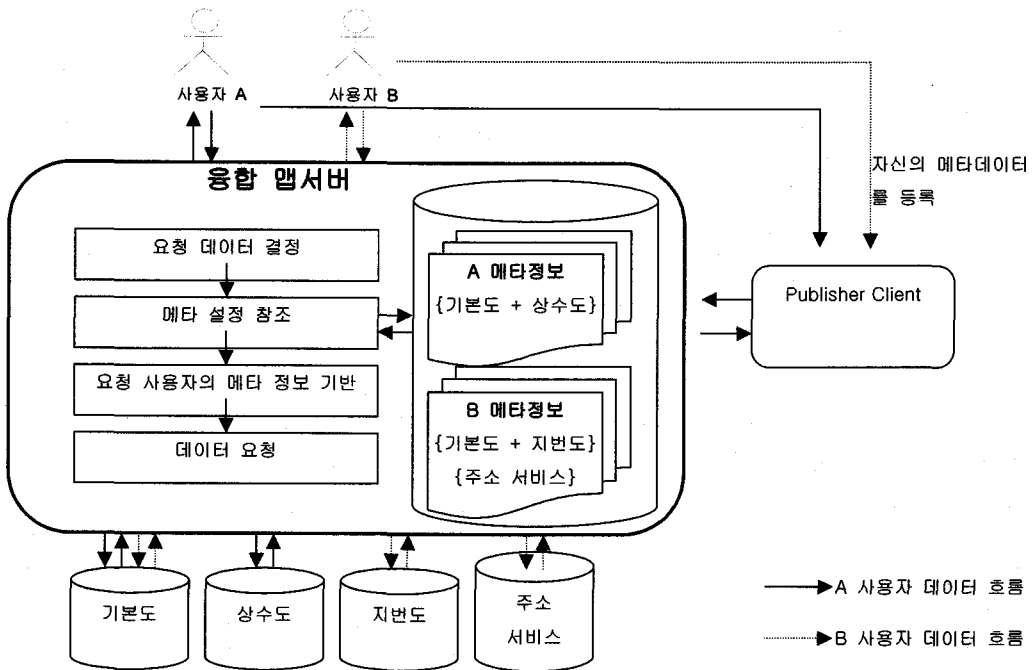 사용자 A
사용자 B
자신의 메타데이터
를 등록
융합 맵서버
요청 데이터 결정
메타 설정 참조
요청 사용자의 메타 정보 기반
데이터 요청
A 메타정보
{기본도 + 상수도}
B 메타정보
{기본도 + 지번도}
{주소 서비스}
Publisher Client
기본도
상수도
지번도
주소
서비스
A 사용자 데이터 흐름
B 사용자 데이터 흐름